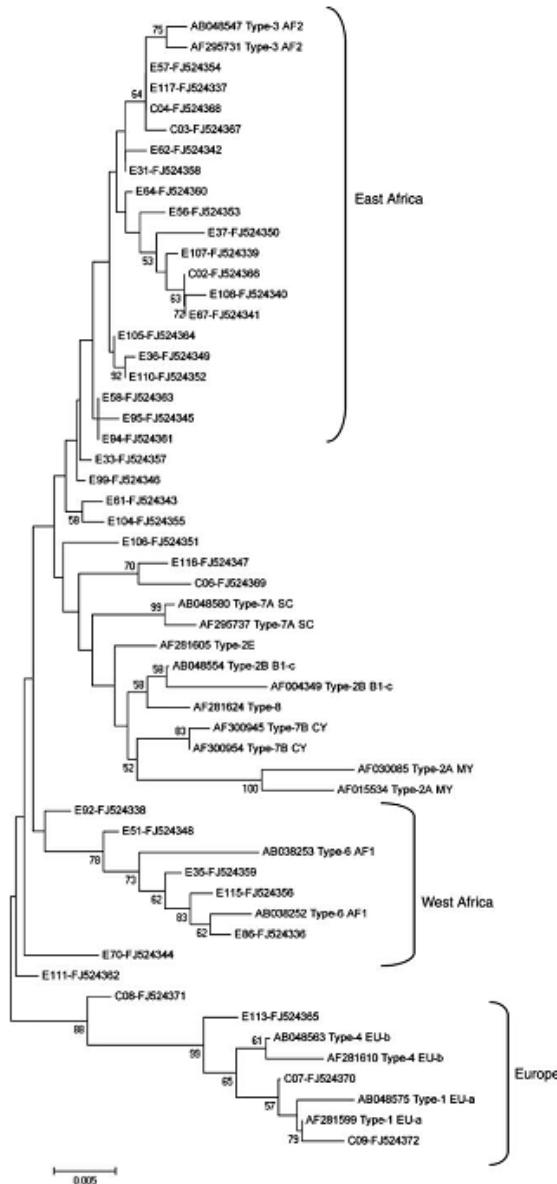 75
AB048547 Type-3 AF2
AF295731 Type-3 AF2
E57-FJ524354
E117-FJ524337
64
C04-FJ524368
C03-FJ524367
E62-FJ524342
E31-FJ524358
E64-FJ524360
East Africa
E56-FJ524353
E37-FJ524350
53
E107-FJ524339
C02-FJ524366
63
E108-FJ524340
72
E67-FJ524341
E105-FJ524364
E36-FJ524349
92
E110-FJ524352
E58-FJ524363
E95-FJ524345
E94-FJ524361
E33-FJ524357
E99-FJ524346
E61-FJ524343
58
E104-FJ524355
E106-FJ524351
70
E116-FJ524347
C06-FJ524369
99
AB048580 Type-7A SC
AF295737 Type-7A SC
AF281605 Type-2E
58
AB048554 Type-2B B1-c
58
AF004349 Type-2B B1-c
AF281624 Type-8
83
AF300945 Type-7B CY
AF300954 Type-7B CY
52
AF030085 Type-2A MY
100
AF015534 Type-2A MY
E92-FJ524338
E51-FJ524348
78
AB038253 Type-6 AF1
73
E35-FJ524359
62
E115-FJ524356
West Africa
83
AB038252 Type-6 AF1
62
E86-FJ524336
E70-FJ524344
E111-FJ524362
C08-FJ524371
88
E113-FJ524365
99
61
AB048563 Type-4 EU-b
AF281610 Type-4 EU-b
Europe
65
C07-FJ524370
57
AB048575 Type-1 EU-a
AF281599 Type-1 EU-a
79
C09-FJ524372
0.005